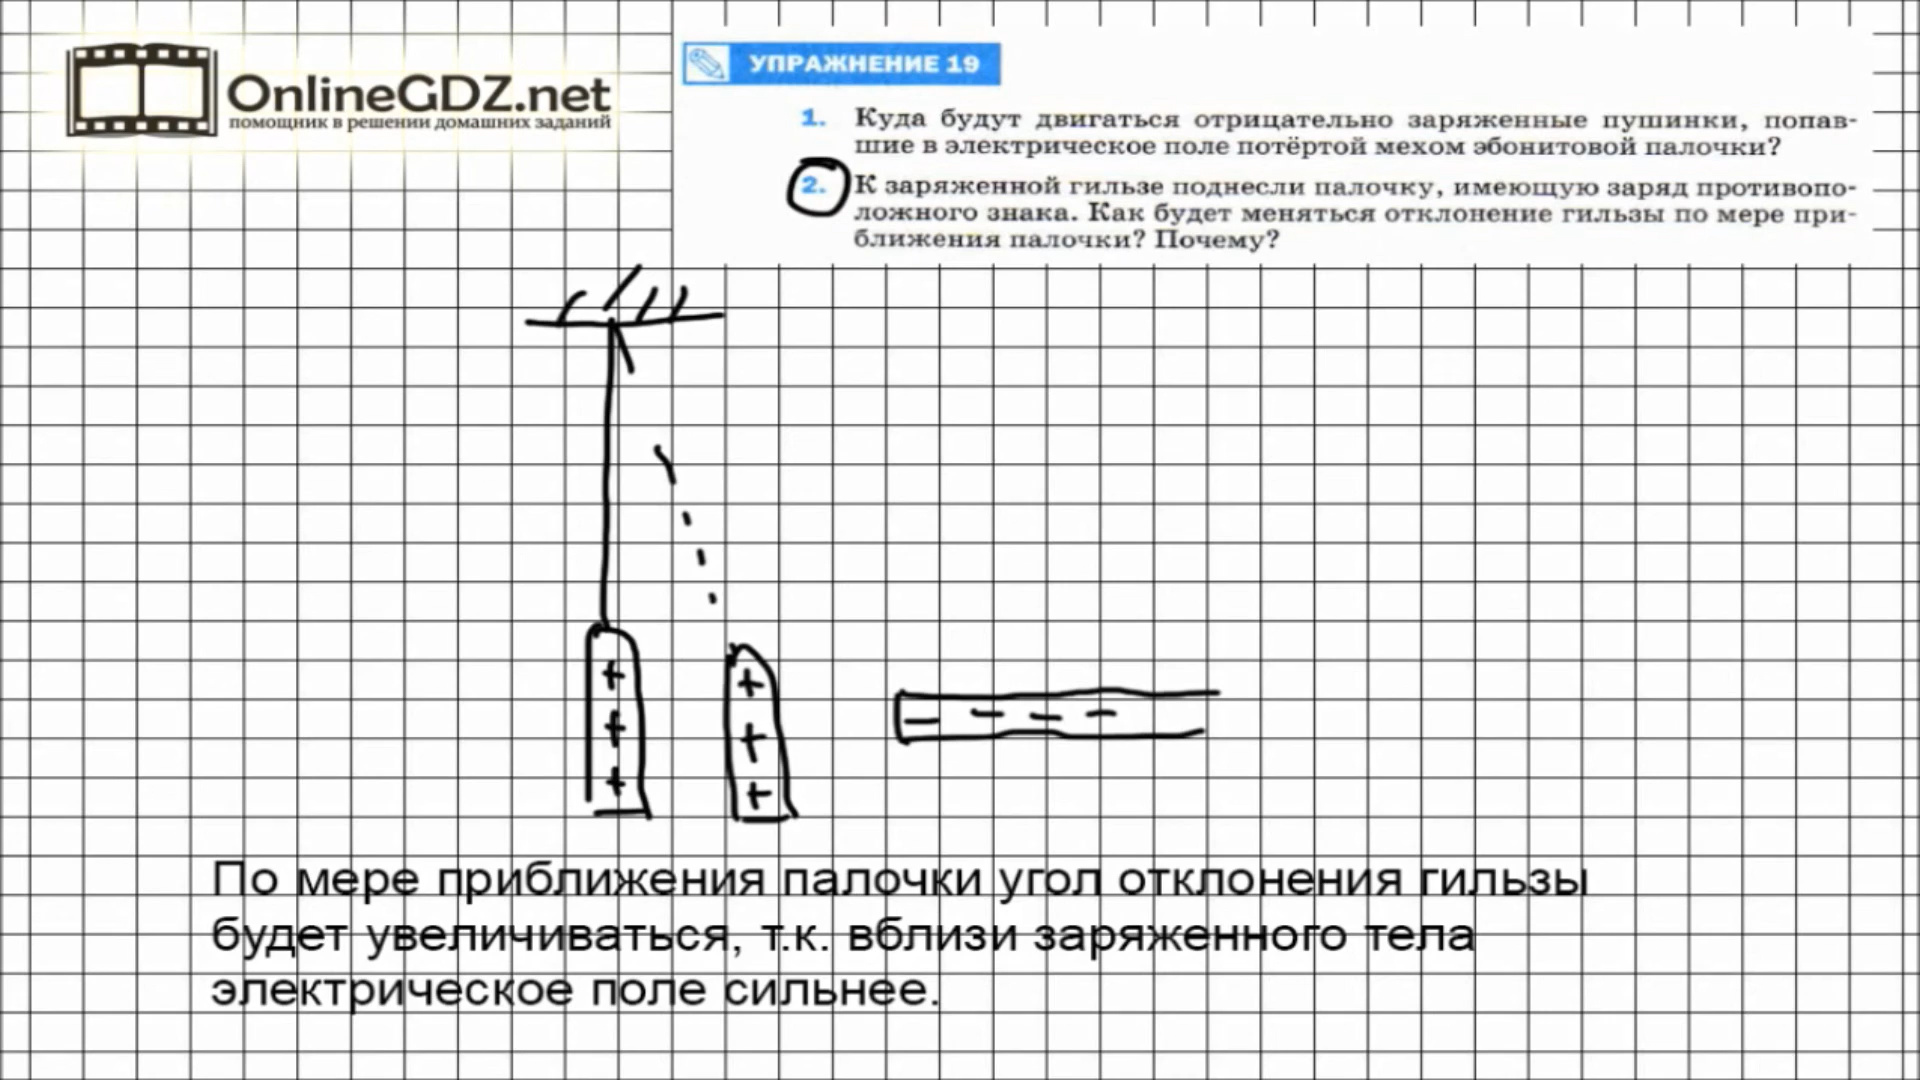 OnlineGDZ.net
помощник в решении домашних заданий
УПРАЖНЕНИЕ 19
1. Куда будут двигаться отрицательно заряженные пушинки, попав-
шие в электрическое поле потёртой мехом эбонитовой палочки?
2. К заряженной гильзе поднесли палочку, имеющую заряд противопо-
ложного знака. Как будет меняться отклонение гильзы по мере при-
ближения палочки? Почему?
+ +
+ +
+ +
– – – –
По мере приближения палочки угол отклонения гильзы
будет увеличиваться, т.к. вблизи заряженного тела
электрическое поле сильнее.